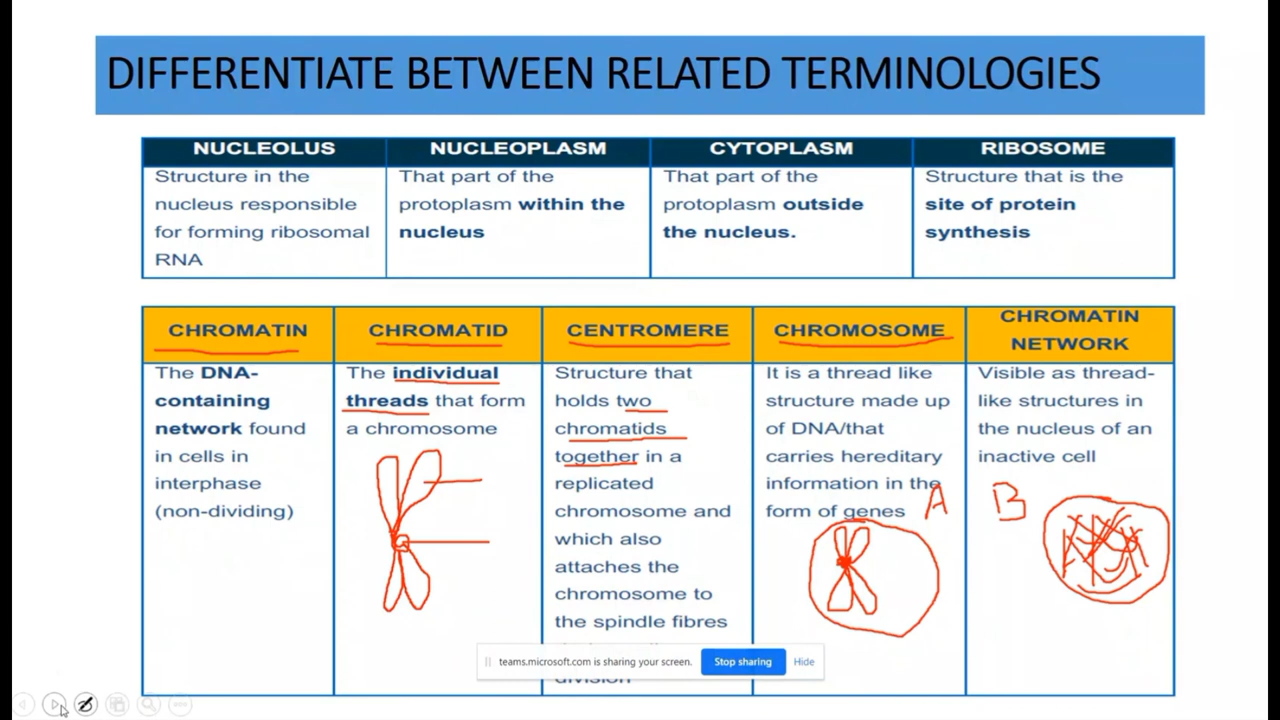 DIFFERENTIATE BETWEEN RELATED TERMINOLOGIES
NUCLEOLUS
Structure in the
nucleus responsible
for forming ribosomal
RNA
NUCLEOPLASM
That part of the
protoplasm within the
nucleus
CYTOPLASM
That part of the
protoplasm outside
the nucleus.
RIBOSOME
Structure that is the
site of protein
synthesis
CHROMATIN
The DNA-
containing
network found
in cells in
interphase
(non-dividing)
CHROMATID
The individual
threads that form
a chromosome
CENTROMERE
Structure that
holds two
chromatids
together in a
replicated
chromosome and
which also
attaches the
chromosome to
the spindle fibres
division
CHROMOSOME
It is a thread like
structure made up
of DNA/that
carries hereditary
information in the
form of genes
A
CHROMATIN
NETWORK
Visible as thread-
like structures in
the nucleus of an
inactive cell
B
teams.microsoft.com is sharing your screen.
Stop sharing
Hide